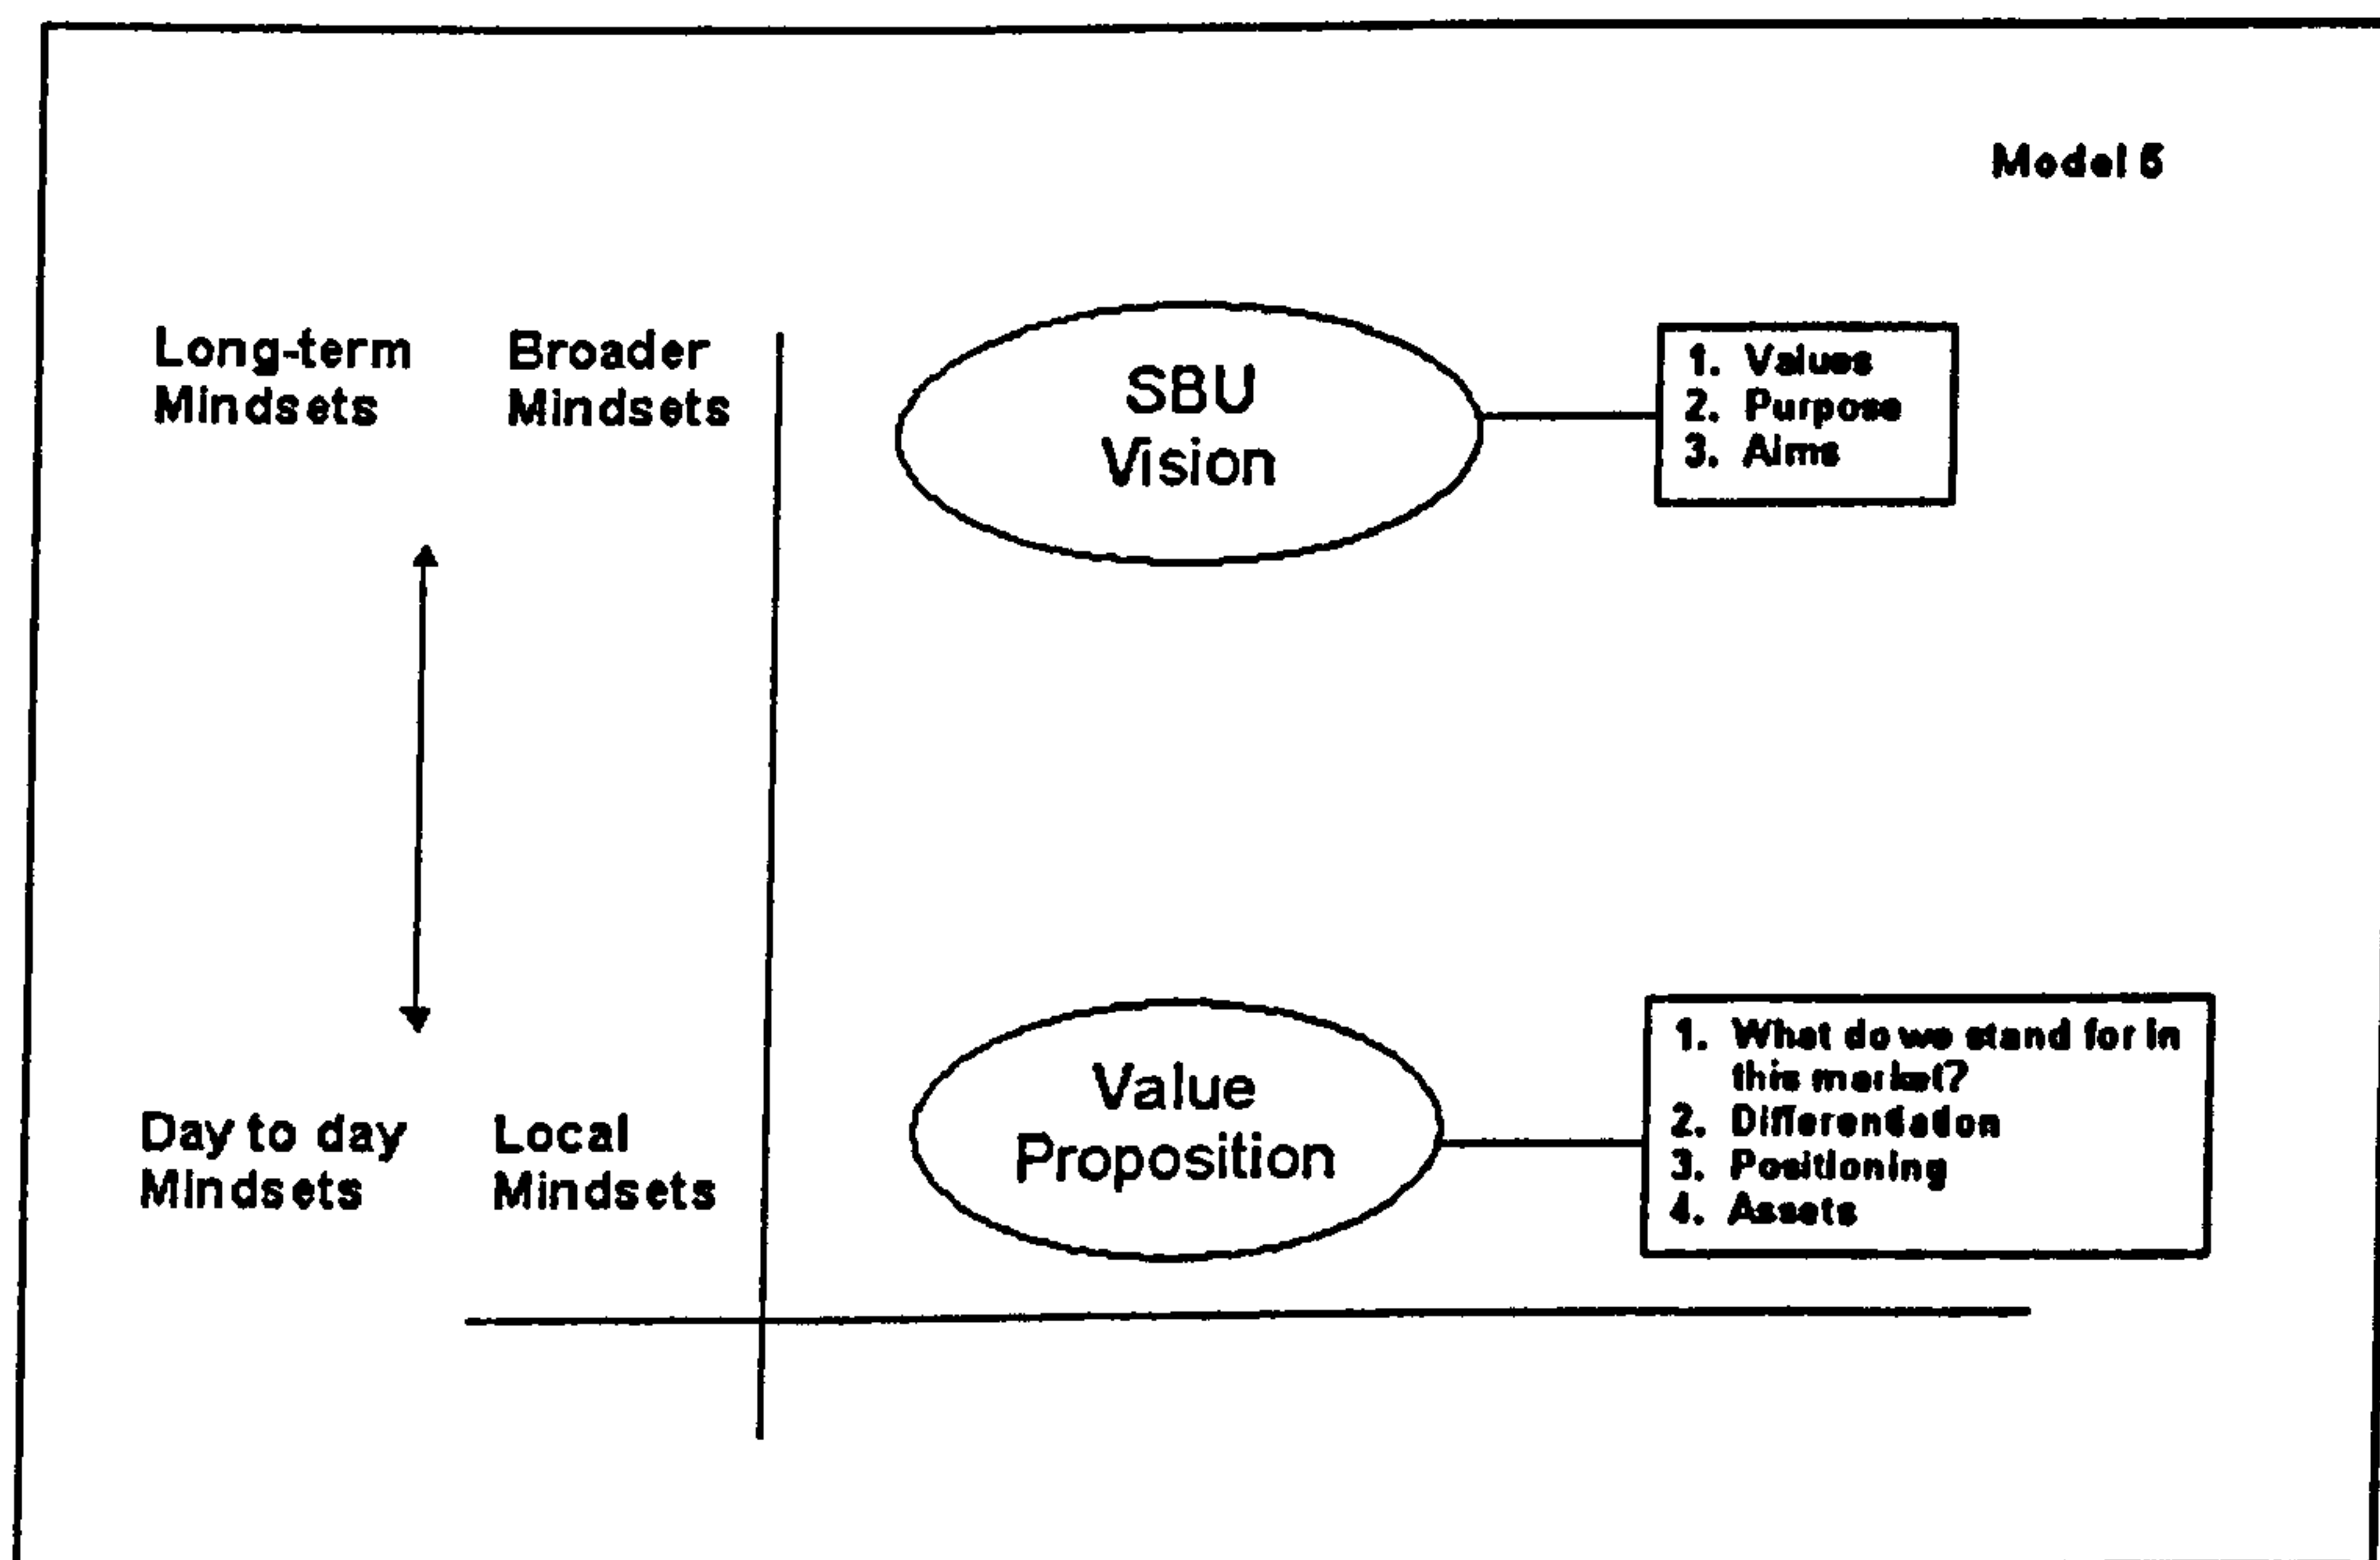 Model 5
Long-term
Mindsets
Broader
Mindsets
SBU
Vision
1. Values
2. Purpose
3. Aims
Day to day
Mindsets
Local
Mindsets
Value
Proposition
1. What do we stand for in
this market?
2. Differentiation
3. Positioning
4. Assets